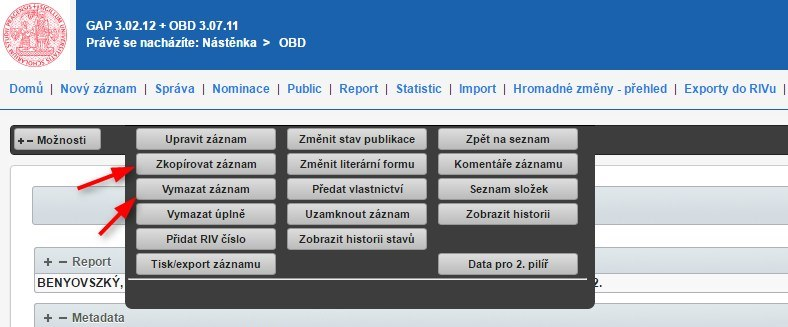 GAP 3.02.12 + OBD 3.07.11
Právě se nacházíte: Nástěnka > OBD
Domů | Nový záznam | Správa | Nominace | Public | Report | Statistic | Import | Hromadné změny - přehled | Exporty do RIVu |
+ - Možnosti
Upravit záznam Změnit stav publikace Zpět na seznam
Zkopírovat záznam Změnit literární formu Komentáře záznamu
Vymazat záznam Předat vlastnictví Seznam složek
Vymazat úplně Uzamknout záznam Zobrazit historii
Přidat RIV číslo Zobrazit historii stavů
Tisk/export záznamu Data pro 2. pilíř
+ - Report
BENYOVSZKÝ, 2.
+ - Metadata